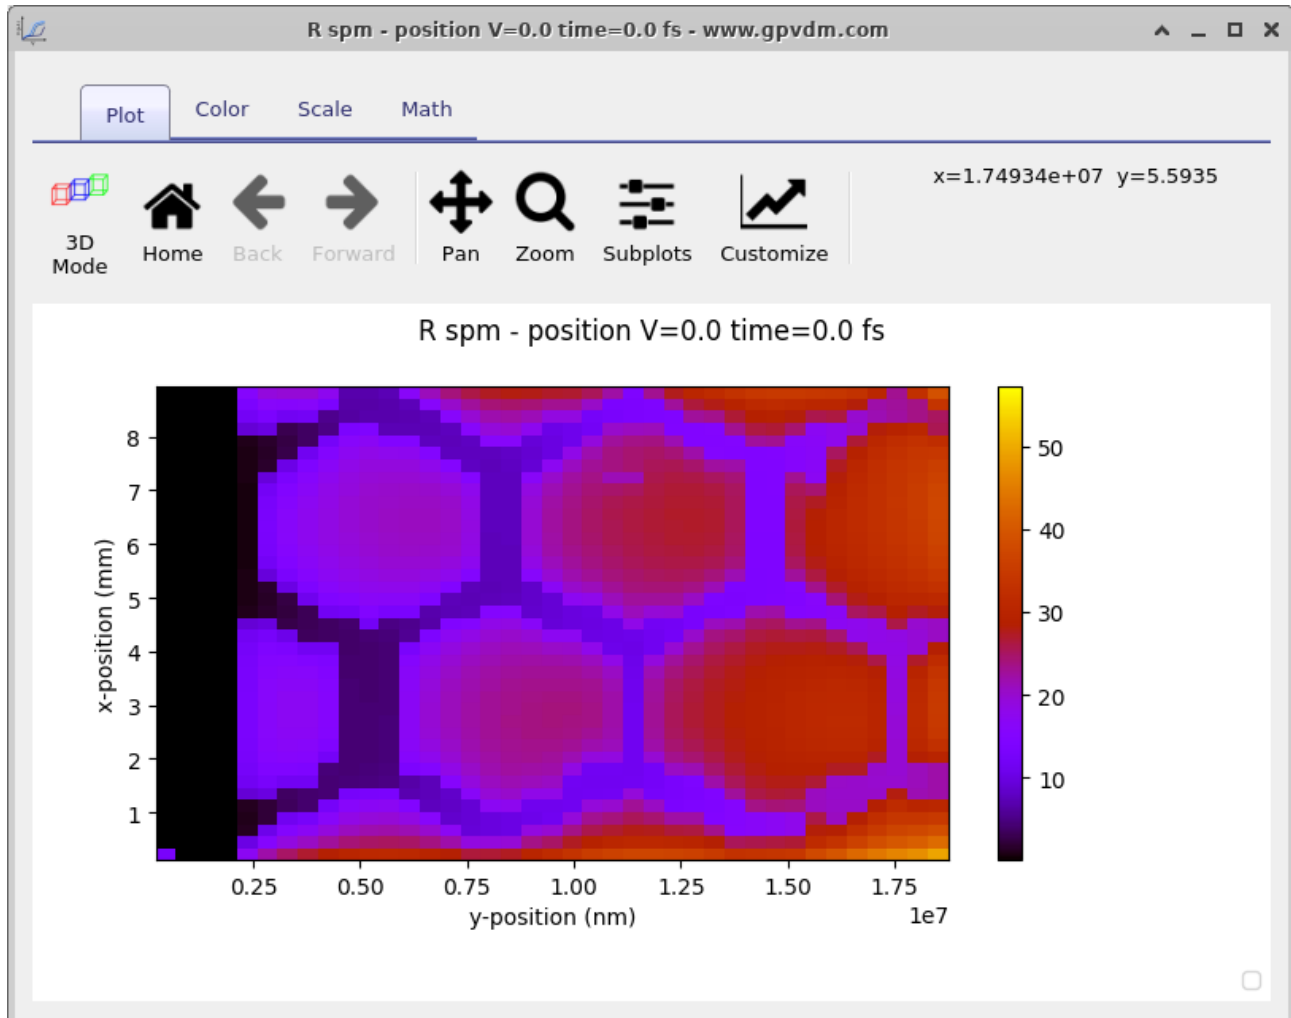 R spm - position V=0.0 time=0.0 fs - www.gpvdm.com
Plot Color Scale Math
x=1.74934e+07 y=5.5935
3D
Mode
Home Back Forward Pan Zoom Subplots Customize
R spm - position V=0.0 time=0.0 fs
8
7
6
5
4
3
2
1
x-position (mm)
0.25 0.50 0.75 1.00 1.25 1.50 1.75
1e7
y-position (nm)
50
40
30
20
10